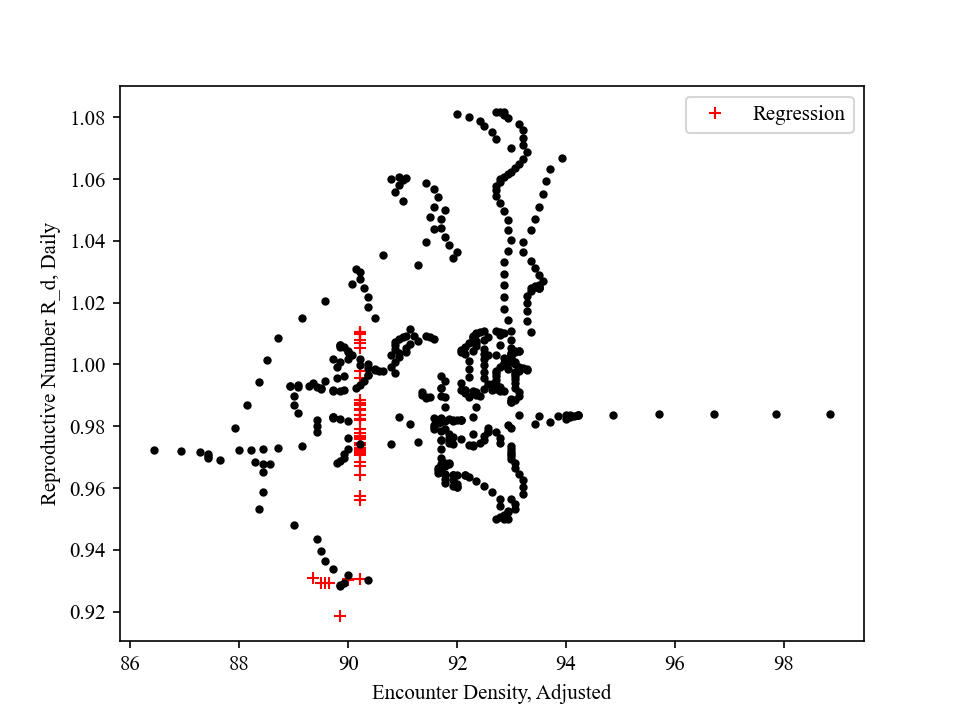 Regression
1.08
1.06
1.04
1.02
1.00
0.98
0.96
0.94
0.92
Reproductive Number R_d, Daily
86 88 90 92 94 96 98
Encounter Density, Adjusted